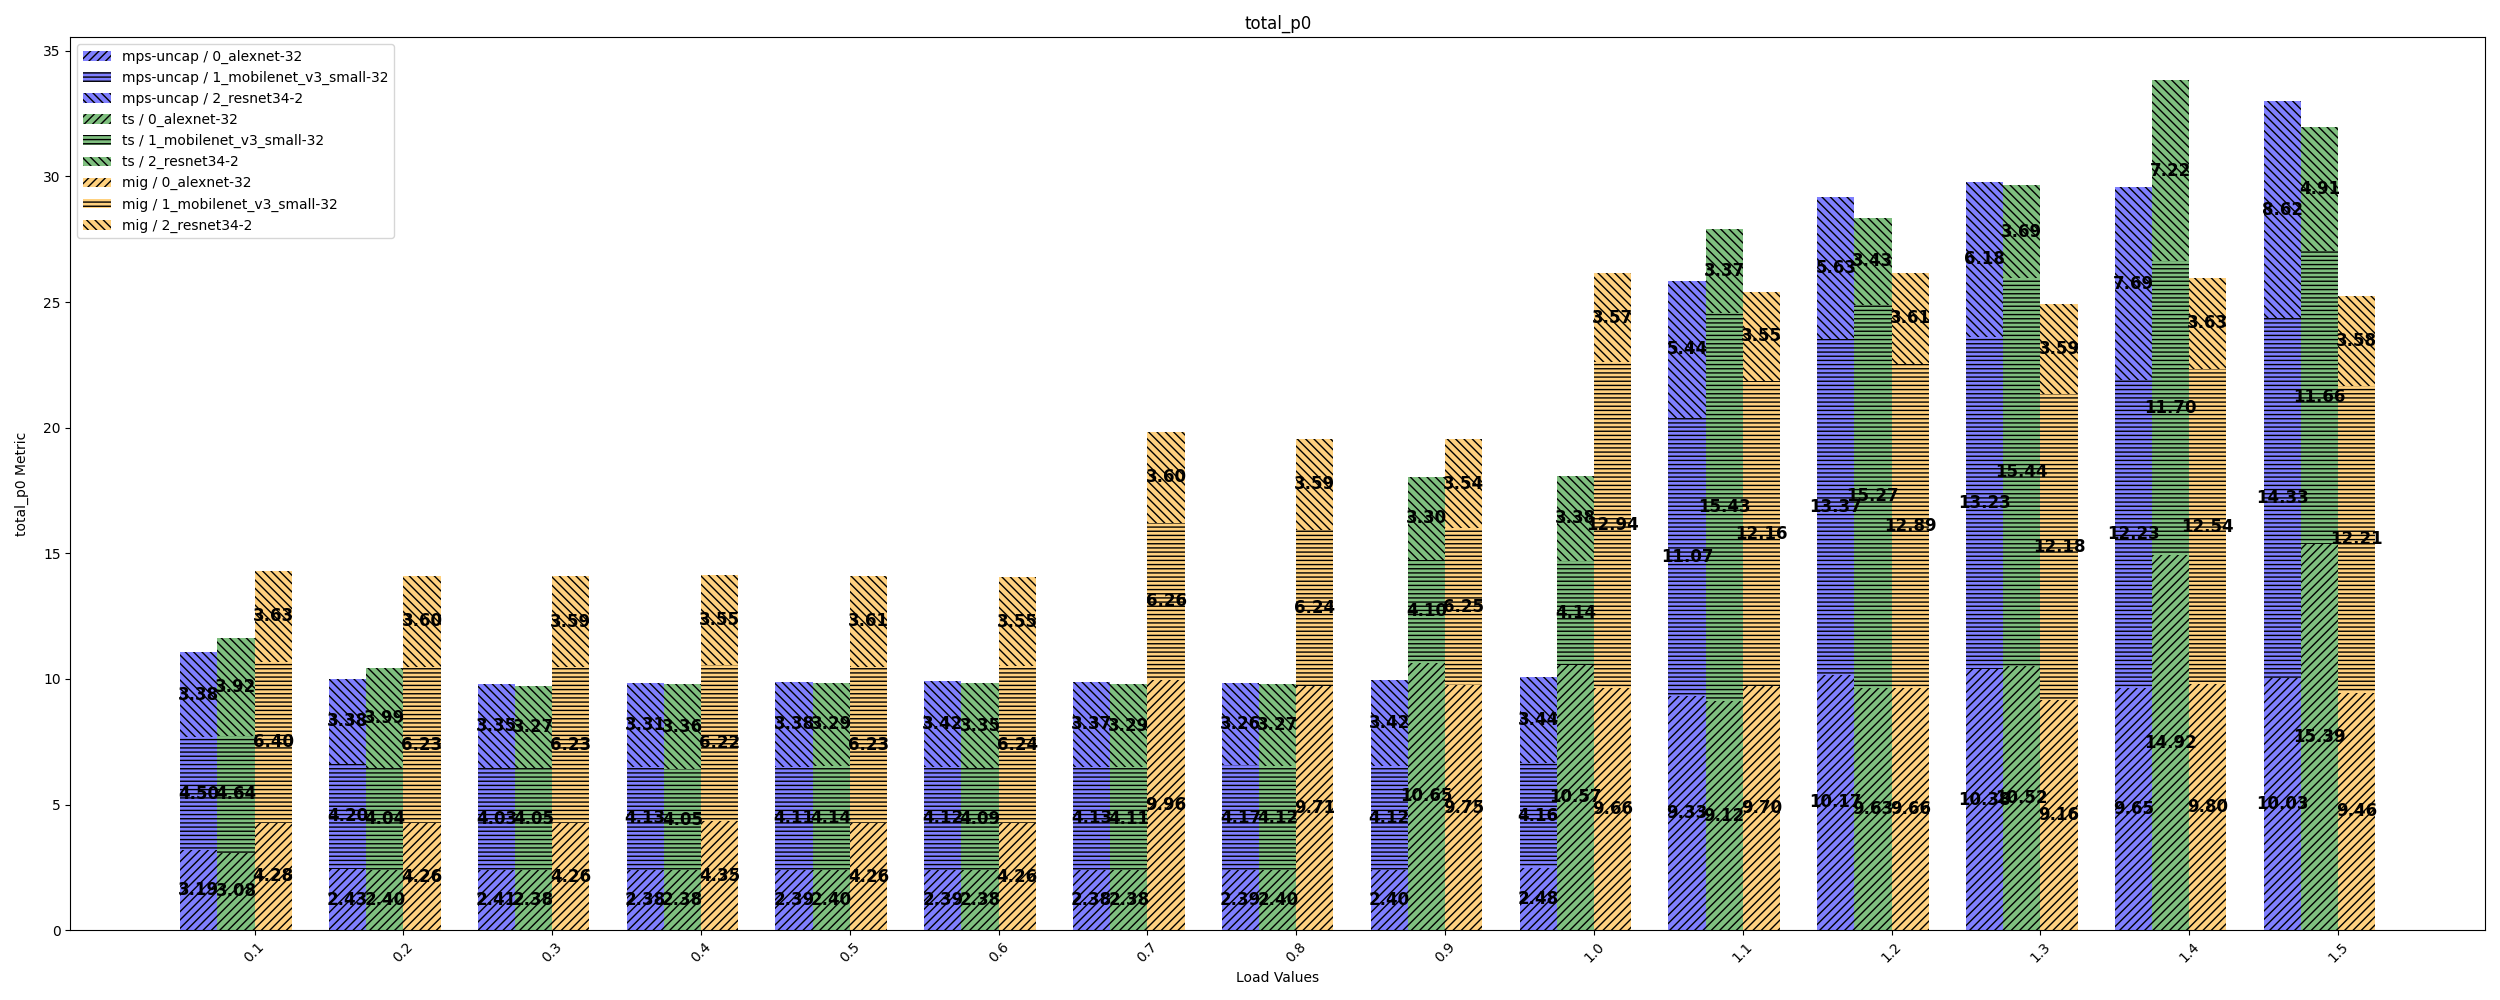 total_p0
mps-uncap / 0_alexnet-32
mps-uncap / 1_mobilenet_v3_small-32
mps-uncap / 2_resnet34-2
ts / 0_alexnet-32
ts / 1_mobilenet_v3_small-32
ts / 2_resnet34-2
mig / 0_alexnet-32
mig / 1_mobilenet_v3_small-32
mig / 2_resnet34-2
total_p0 Metric
35
30
25
20
15
10
5
0
3.38 3.92 3.63
4.50 4.64 6.40
3.19 3.08 4.28
3.38 3.99 3.60
4.20 4.04 6.23
2.43 2.40 4.26
3.35 3.27 3.59
4.03 4.05 6.23
2.41 2.38 4.26
3.31 3.36 3.55
4.13 4.05 6.22
2.38 2.38 4.35
3.38 3.29 3.61
4.11 4.14 6.23
2.39 2.40 4.26
3.42 3.35 3.55
4.12 4.09 6.24
2.39 2.38 4.26
3.37 3.29 3.60
4.13 4.11 6.26
2.38 2.38 9.96
3.26 3.27 3.59
4.17 4.12 6.24
2.39 2.40 9.71
3.42 3.30 3.54
4.12 4.10 6.25
2.40 10.65 9.75
3.44 3.38 3.57
4.16 4.14 12.94
2.48 10.57 9.66
5.44 3.37 3.55
11.07 15.43 12.16
9.33 9.12 9.70
5.63 3.43 3.61
13.37 15.27 12.89
10.17 9.63 9.66
6.18 3.69 3.59
13.23 15.44 12.18
10.52 9.16
7.69 7.22 3.63
12.23 11.70 12.54
9.65 14.92 9.80
8.62 4.91 3.58
14.33 11.66 12.21
10.03 15.39 9.46
0.1 0.2 0.3 0.4 0.5 0.6 0.7 0.8 0.9 1.0 1.1 1.2 1.3 1.4 1.5
Load Values